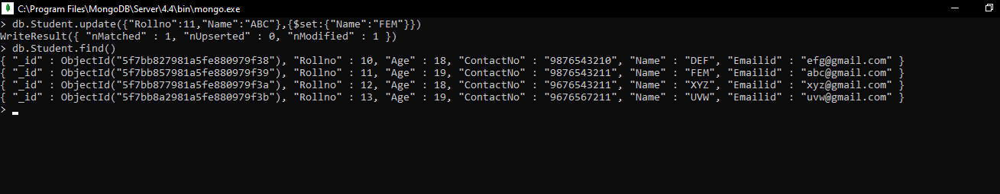 C:\Program Files\MongoDB\Server\4.4\bin\mongo.exe
> db.Student.update({"Rollno":11,"Name":"ABC"},{$set:{"Name":"FEM"}})
WriteResult({ "nMatched" : 1, "nUpserted" : 0, "nModified" : 1 })
> db.Student.find()
{ "_id" : ObjectId("5f7bb827981a5fe880979f38"), "Rollno" : 10, "Age" : 18, "ContactNo" : "9876543210", "Name" : "DEF", "Emailid" : "efg@gmail.com" }
{ "_id" : ObjectId("5f7bb857981a5fe880979f39"), "Rollno" : 11, "Age" : 19, "ContactNo" : "9876543211", "Name" : "FEM", "Emailid" : "abc@gmail.com" }
{ "_id" : ObjectId("5f7bb877981a5fe880979f3a"), "Rollno" : 12, "Age" : 18, "ContactNo" : "9676543211", "Name" : "XYZ", "Emailid" : "xyz@gmail.com" }
{ "_id" : ObjectId("5f7bb8a2981a5fe880979f3b"), "Rollno" : 13, "Age" : 19, "ContactNo" : "9676567211", "Name" : "UVW", "Emailid" : "uvw@gmail.com" }
>